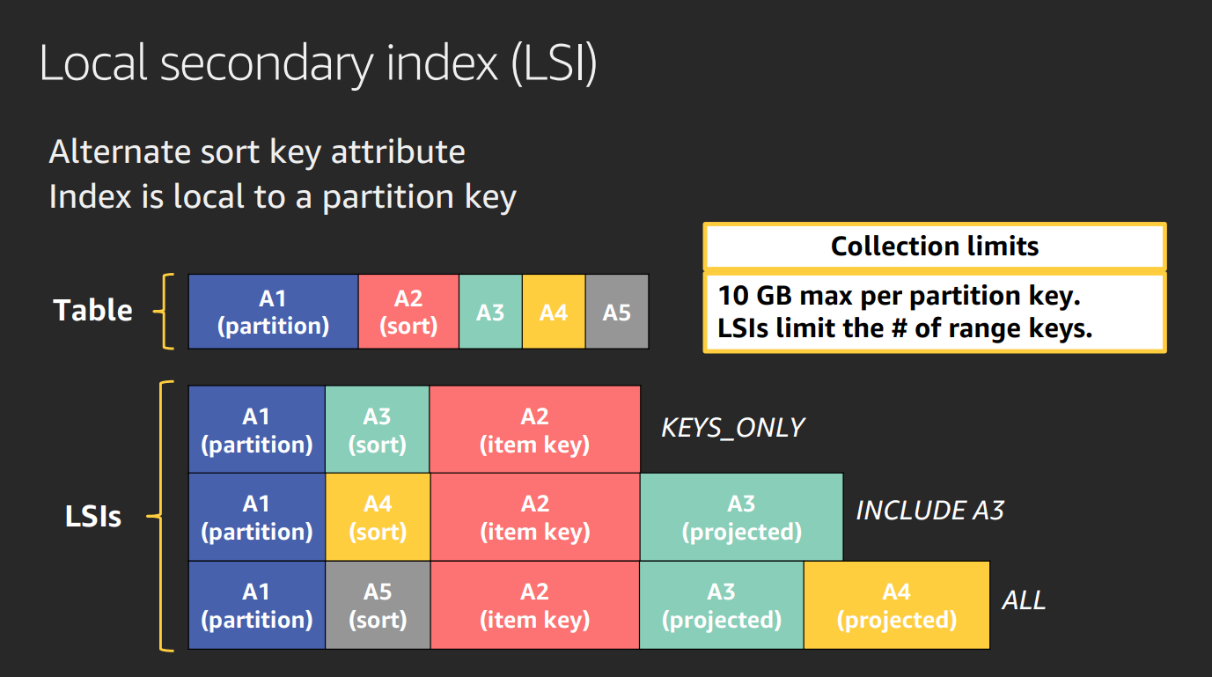 Local secondary index (LSI)
Alternate sort key attribute
Index is local to a partition key
Collection limits
10 GB max per partition key.
LSIs limit the # of range keys.
Table
A1
(partition)
A2
(sort)
A3
A4
A5
LSIs
A1
(partition)
A3
(sort)
A2
(item key)
KEYS_ONLY
A1
(partition)
A4
(sort)
A2
(item key)
A3
(projected)
INCLUDE A3
A1
(partition)
A5
(sort)
A2
(item key)
A3
(projected)
A4
(projected)
ALL